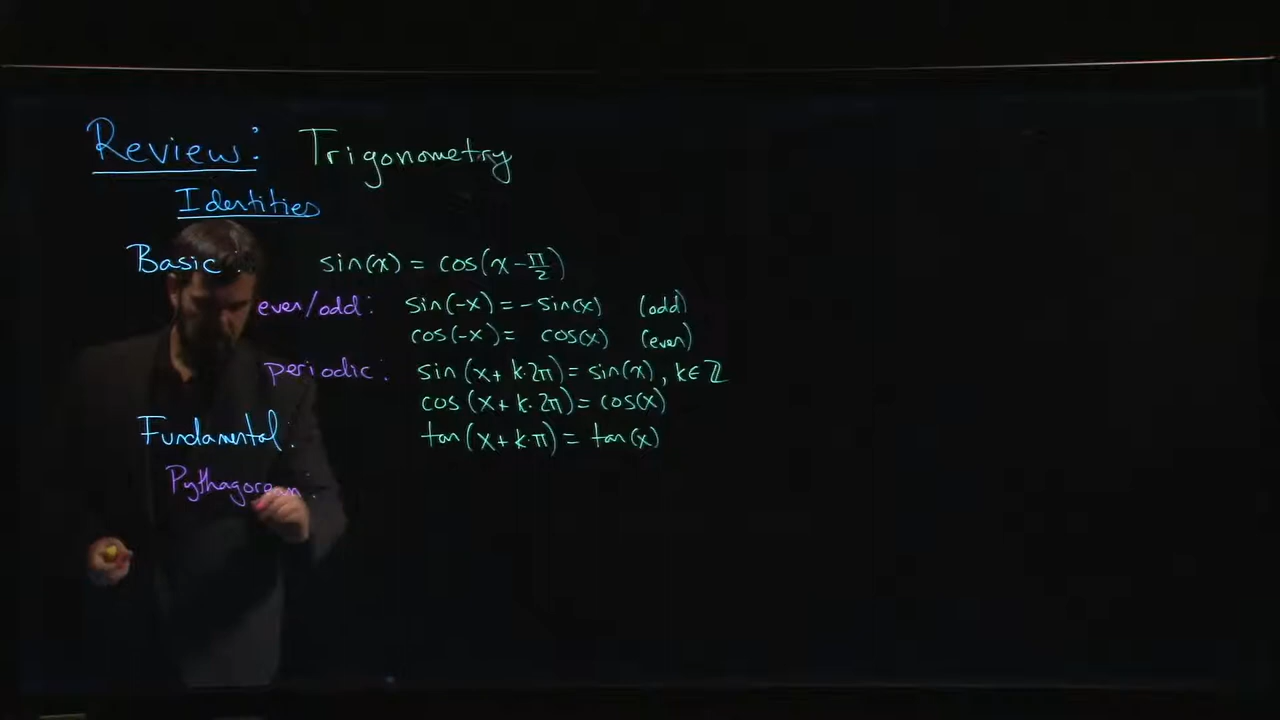 Review: Trigonometry
Identities
Basic : sin(x) = cos(x - π/2)
even/odd: sin(-x) = - sin(x) (odd)
cos(-x) = cos(x) (even)
periodic: sin(x + k·2π) = sin(x), k ∈ ℤ
cos(x + k·2π) = cos(x)
Fundamental: tan(x + k·π) = tan(x)
Pythagorean :